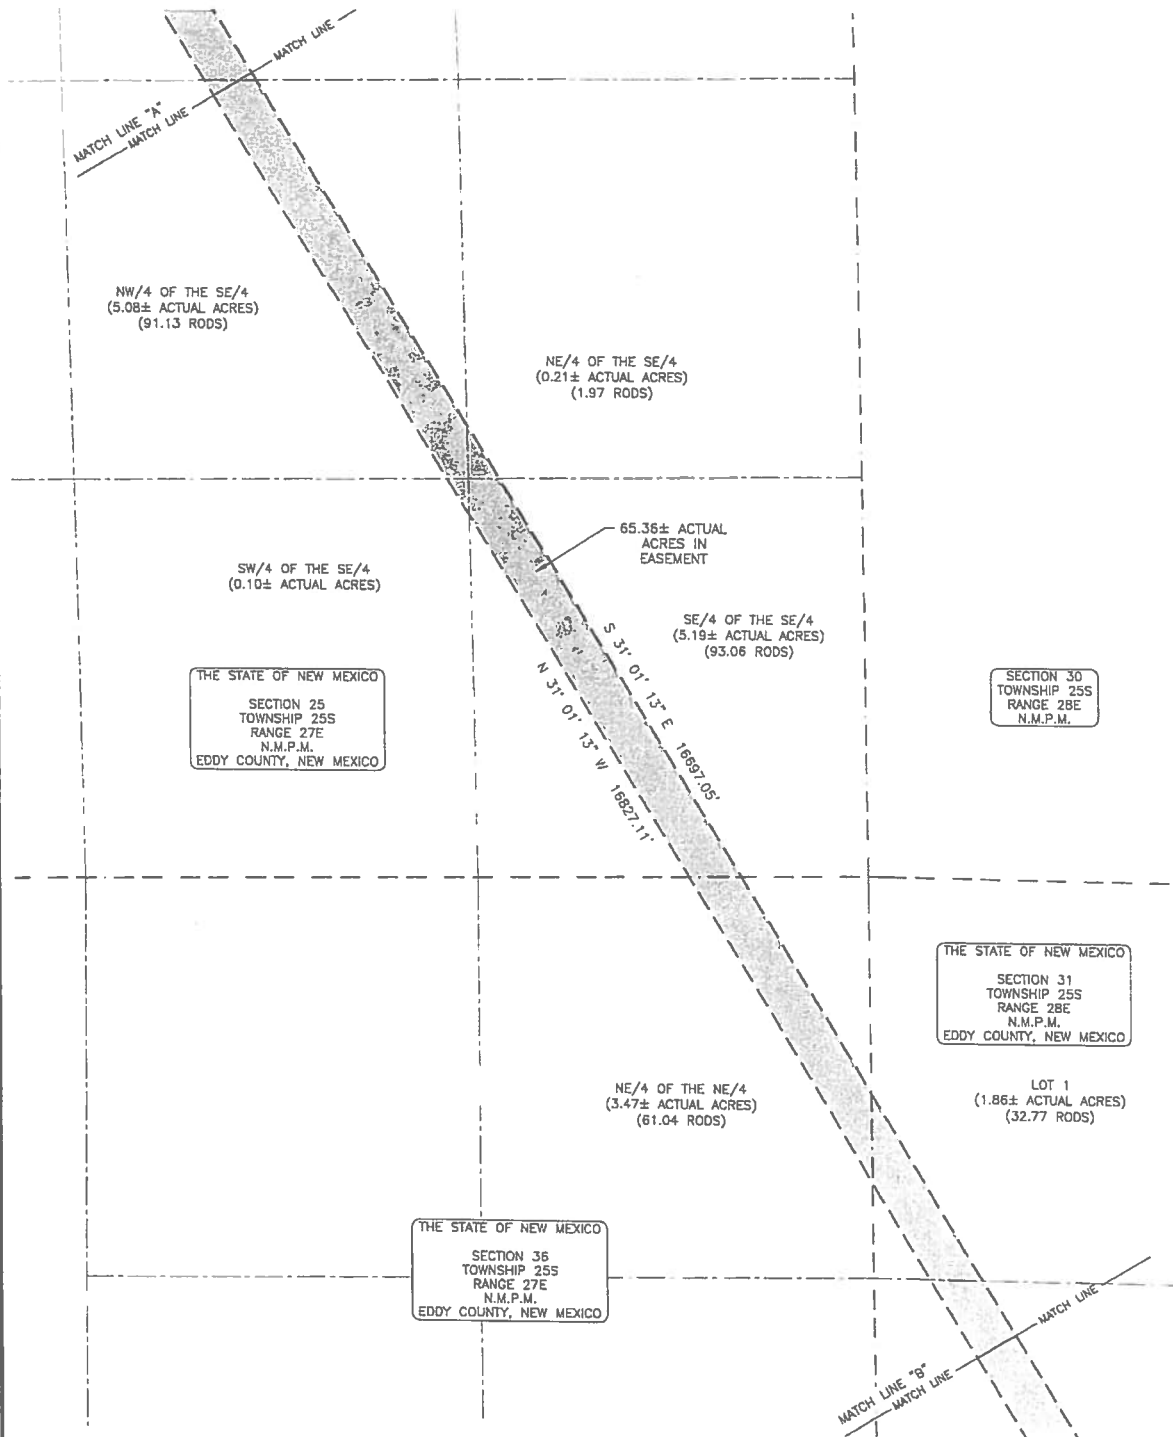 MATCH LINE
MATCH LINE "A"
MATCH LINE
NW/4 OF THE SE/4
(5.08± ACTUAL ACRES)
(91.13 RODS)
NE/4 OF THE SE/4
(0.21± ACTUAL ACRES)
(1.97 RODS)
65.36± ACTUAL
ACRES IN
EASEMENT
SW/4 OF THE SE/4
(0.10± ACTUAL ACRES)
SE/4 OF THE SE/4
(5.19± ACTUAL ACRES)
(93.06 RODS)
S 31° 01' 13" E 16697.05'
N 31° 01' 13" W 16827.11'
THE STATE OF NEW MEXICO
SECTION 25
TOWNSHIP 25S
RANGE 27E
N.M.P.M.
EDDY COUNTY, NEW MEXICO
SECTION 30
TOWNSHIP 25S
RANGE 28E
N.M.P.M.
THE STATE OF NEW MEXICO
SECTION 31
TOWNSHIP 25S
RANGE 28E
N.M.P.M.
EDDY COUNTY, NEW MEXICO
NE/4 OF THE NE/4
(3.47± ACTUAL ACRES)
(61.04 RODS)
LOT 1
(1.86± ACTUAL ACRES)
(32.77 RODS)
THE STATE OF NEW MEXICO
SECTION 36
TOWNSHIP 25S
RANGE 27E
N.M.P.M.
EDDY COUNTY, NEW MEXICO
MATCH LINE
MATCH LINE "B"
MATCH LINE